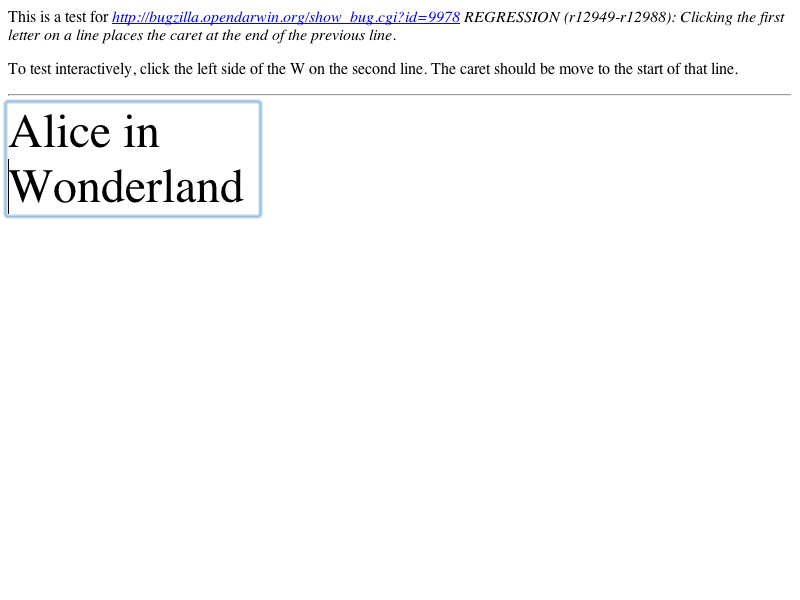 This is a test for http://bugzilla.opendarwin.org/show_bug.cgi?id=9978 REGRESSION (r12949-r12988): Clicking the first
letter on a line places the caret at the end of the previous line.
To test interactively, click the left side of the W on the second line. The caret should be move to the start of that line.
Alice in
Wonderland